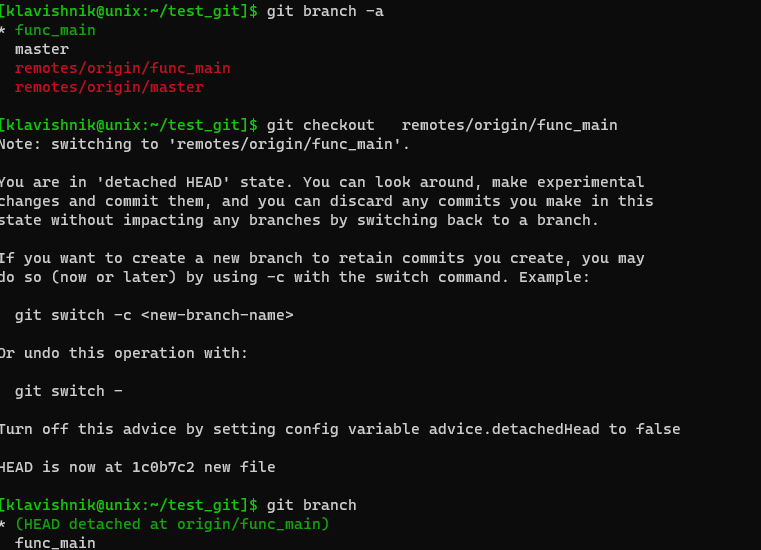 [klavishnik@unix:~/test_git]$ git branch -a
* func_main
  master
  remotes/origin/func_main
  remotes/origin/master
[klavishnik@unix:~/test_git]$ git checkout   remotes/origin/func_main
Note: switching to 'remotes/origin/func_main'.
You are in 'detached HEAD' state. You can look around, make experimental
changes and commit them, and you can discard any commits you make in this
state without impacting any branches by switching back to a branch.
If you want to create a new branch to retain commits you create, you may
do so (now or later) by using -c with the switch command. Example:
  git switch -c <new-branch-name>
Or undo this operation with:
  git switch -
Turn off this advice by setting config variable advice.detachedHead to false
HEAD is now at 1c0b7c2 new file
[klavishnik@unix:~/test_git]$ git branch
* (HEAD detached at origin/func_main)
  func_main